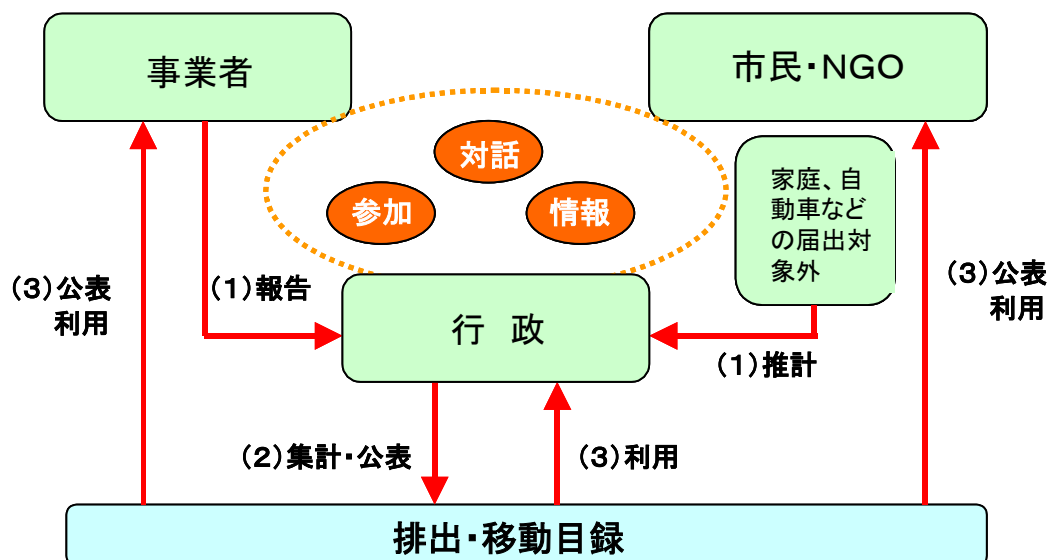 事業者
市民・NGO
対話
参加
情報
家庭、自
動車など
の届出対
象外
(3)公表
利用
(1)報告
(3)公表
利用
行 政
(1)推計
(2)集計・公表
(3)利用
排出・移動目録